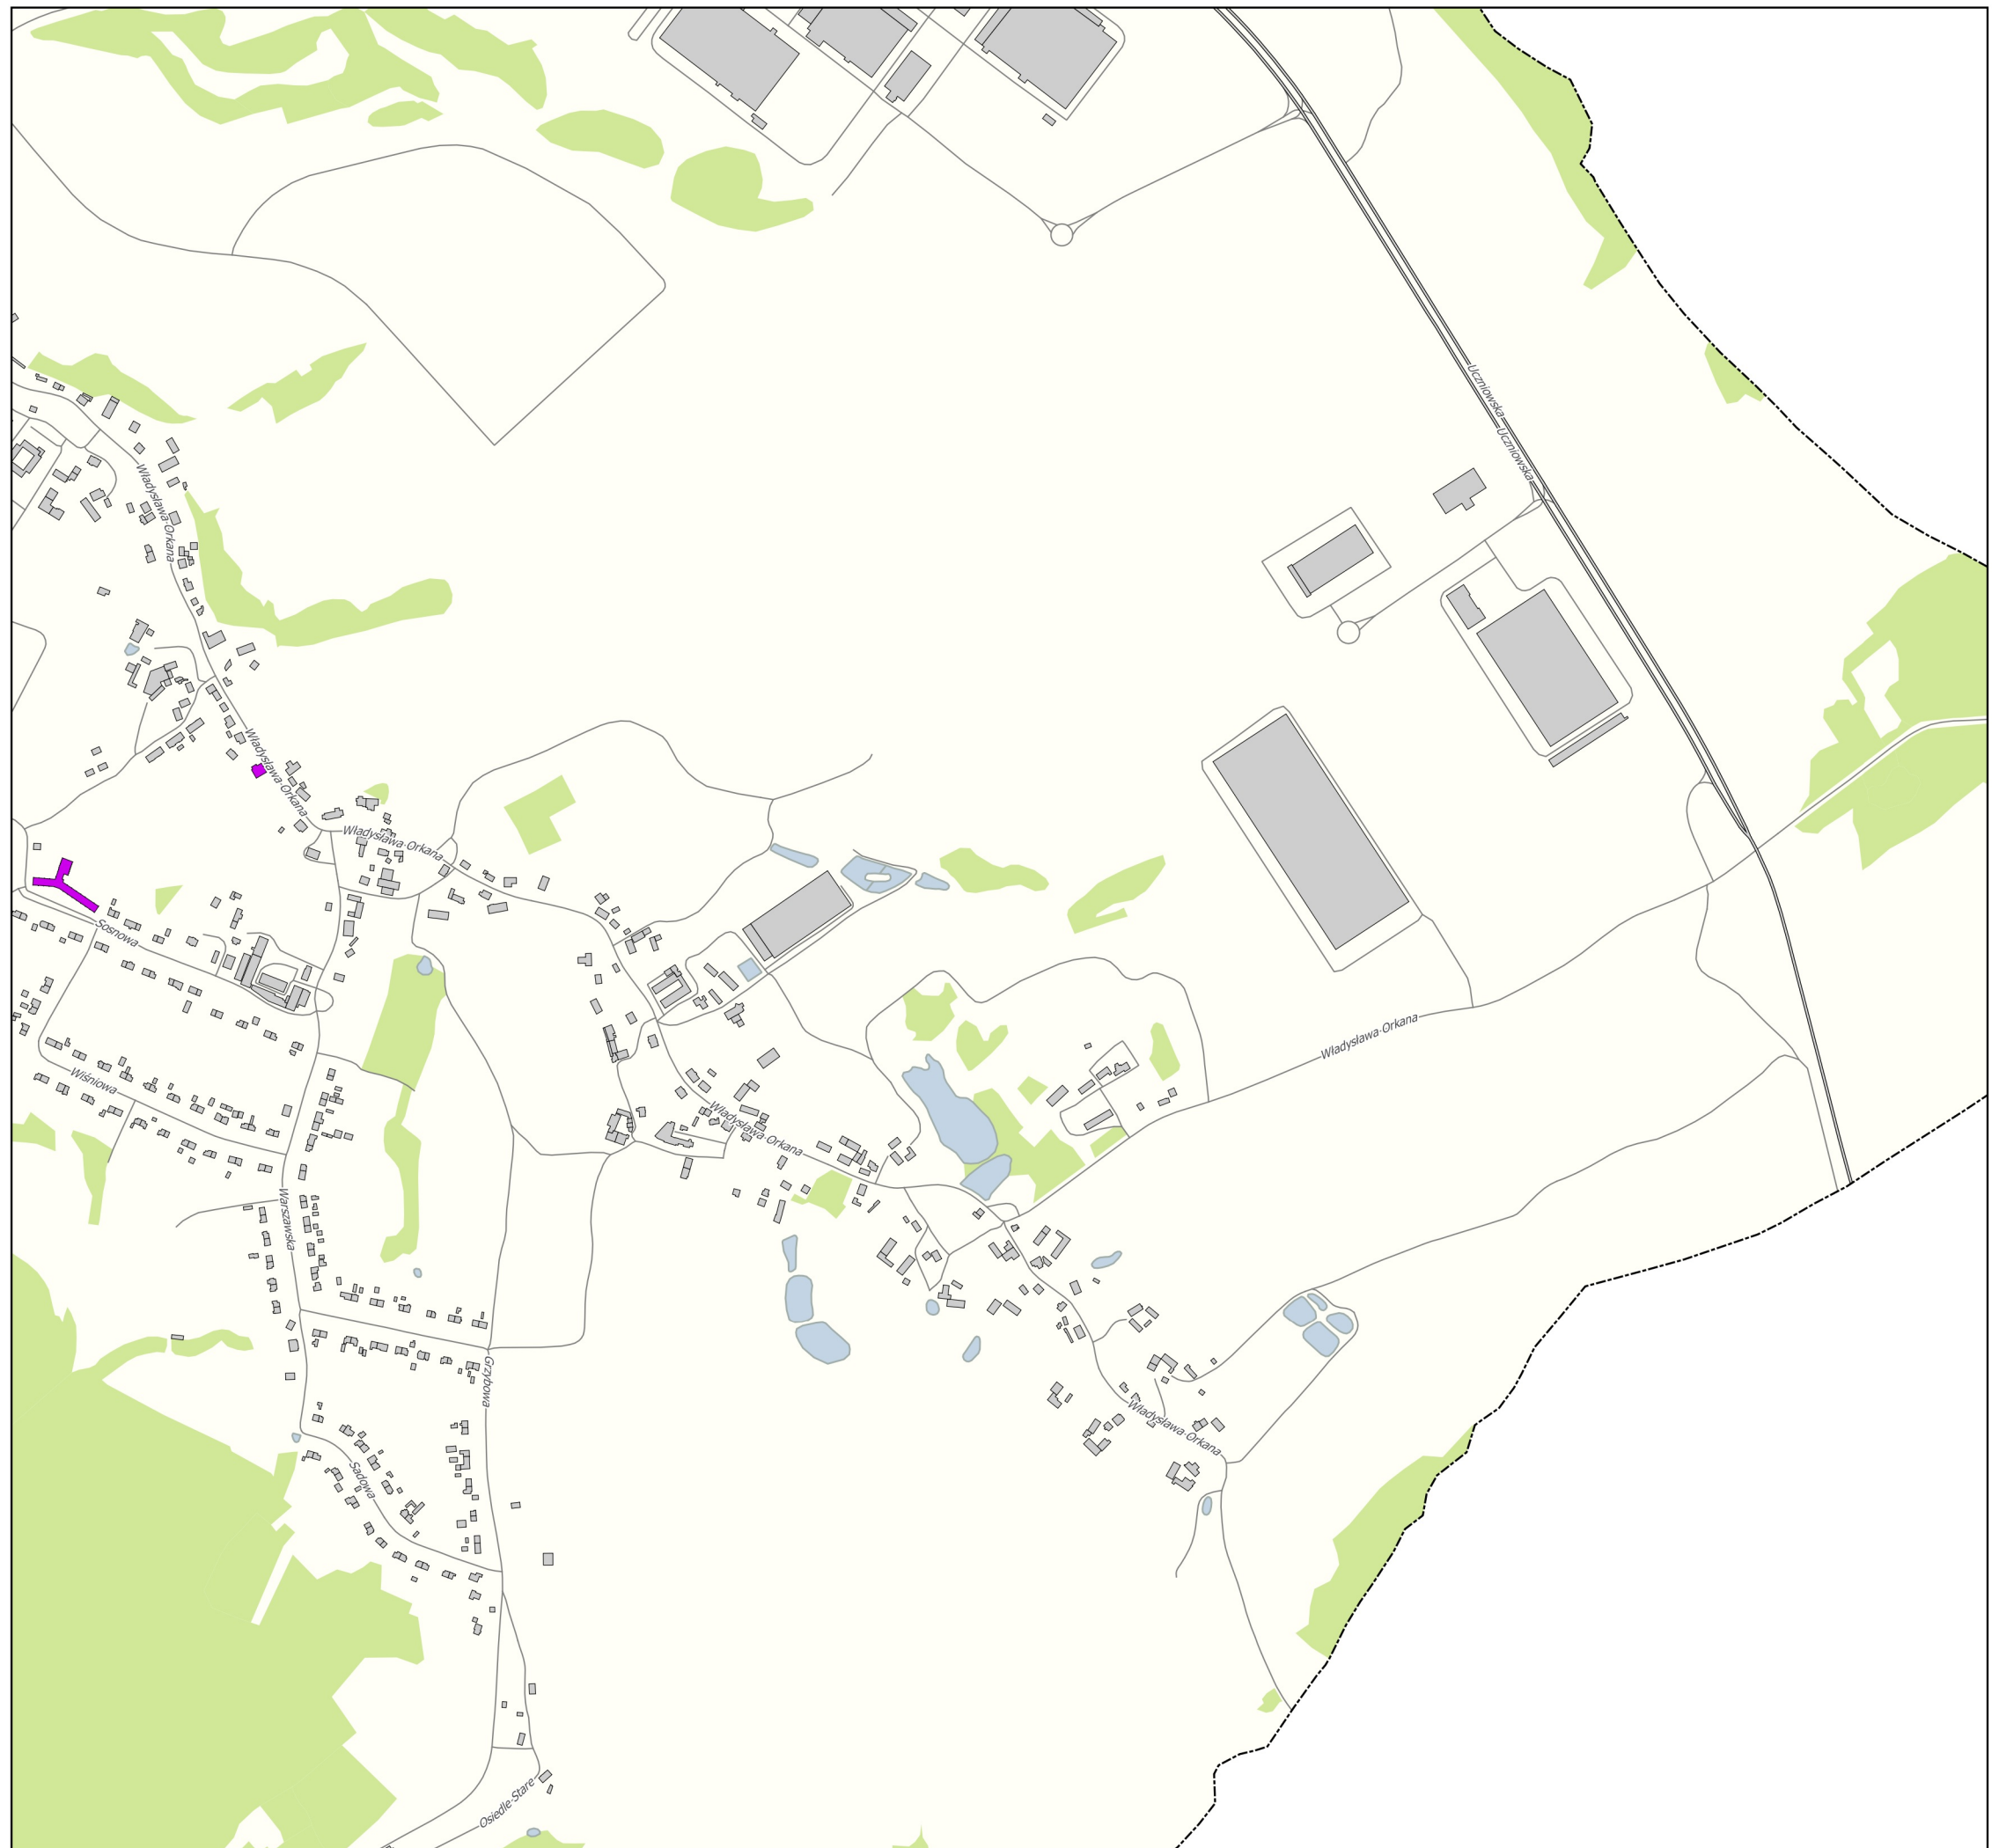 Uczniowska
Uczniowska
Władysława-Orkana
Władysława-Orkana
Władysława-Orkana
Sosnowa
Władysława-Orkana
Wiśniowa
Władysława-Orkana
Warszawska
Grzybowa
Władysława-Orkana
Sadowa
Osiedle-Stare